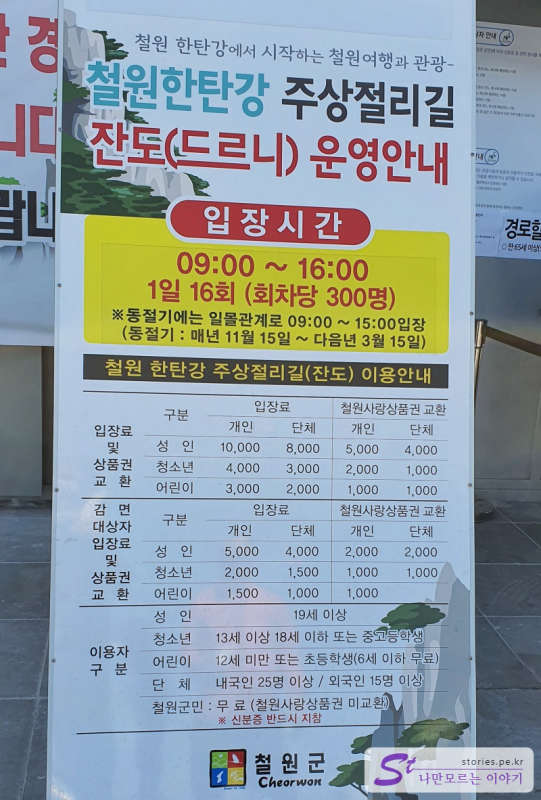 철원 한탄강에서 시작하는 철원여행과 관광-
철원한탄강 주상절리길
잔도(드르니) 운영안내
입장시간
09:00 ~ 16:00
1일 16회 (회차당 300명)
※동절기에는 일몰관계로 09:00 ~ 15:00입장
(동절기 : 매년 11월 15일 ~ 다음년 3월 15일)
철원 한탄강 주상절리길(잔도) 이용안내
입장료 및 상품권 교 환
구분 입장료 철원사랑상품권 교환
개인 단체 개인 단체
성 인 10,000 8,000 5,000 4,000
청소년 4,000 3,000 2,000 1,000
어린이 3,000 2,000 1,000 1,000
감 면 대상자 입장료 및 상품권 교 환
구분 입장료 철원사랑상품권 교환
개인 단체 개인 단체
성 인 5,000 4,000 2,000 2,000
청소년 2,000 1,500 1,000 1,000
어린이 1,500 1,000 1,000
이용자 구 분
성 인 19세 이상
청소년 13세 이상 18세 이하 또는 중고등학생
어린이 12세 미만 또는 초등학생(6세 이하 무료)
단 체 내국인 25명 이상 / 외국인 15명 이상
철원군민 : 무 료 (철원사랑상품권 미교환)
※ 신분증 반드시 지참
철원군
Cheorwon
경로할
만 65세 이상
St
stories.pe.kr
나만모르는 이야기